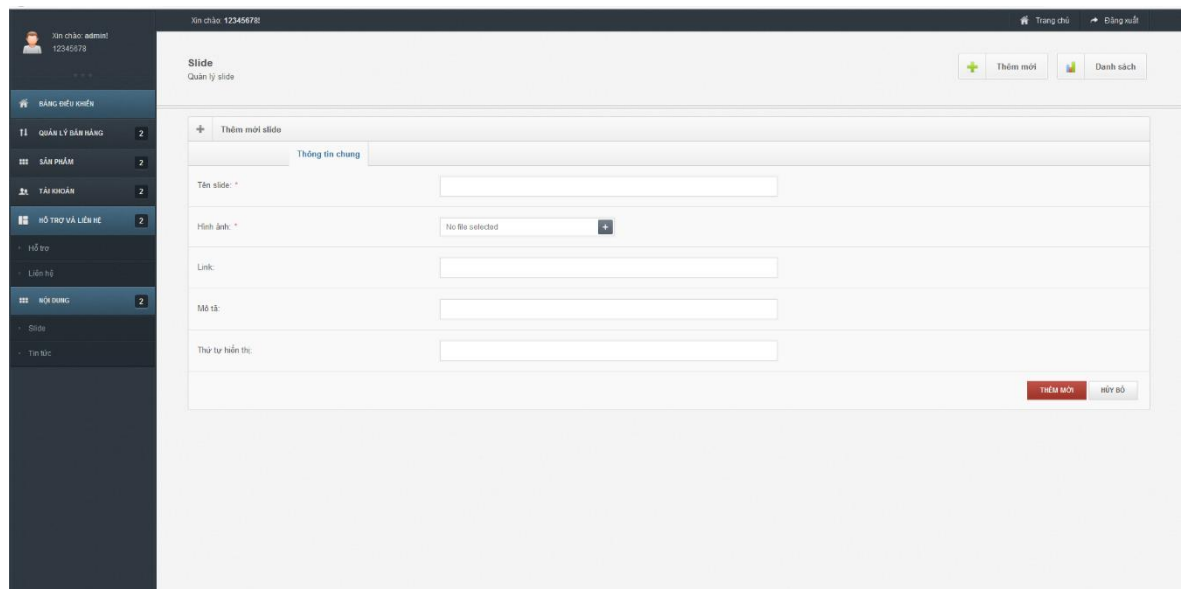 Xin chào: admin!
12345678
Xin chào: 12345678!
Trang chủ
Đăng xuất
Slide
Quản lý slide
Thêm mới
Danh sách
BẢNG ĐIỀU KHIỂN
QUẢN LÝ BÁN HÀNG 2
SẢN PHẨM 2
TÀI KHOẢN 2
HỖ TRỢ VÀ LIÊN HỆ 2
Hỗ trợ
Liên hệ
NỘI DUNG 2
Slide
Tin tức
Thêm mới slide
Thông tin chung
Tên slide: *
Hình ảnh: *
No file selected
+
Link:
Mô tả:
Thứ tự hiển thị:
THÊM MỚI
HỦY BỎ